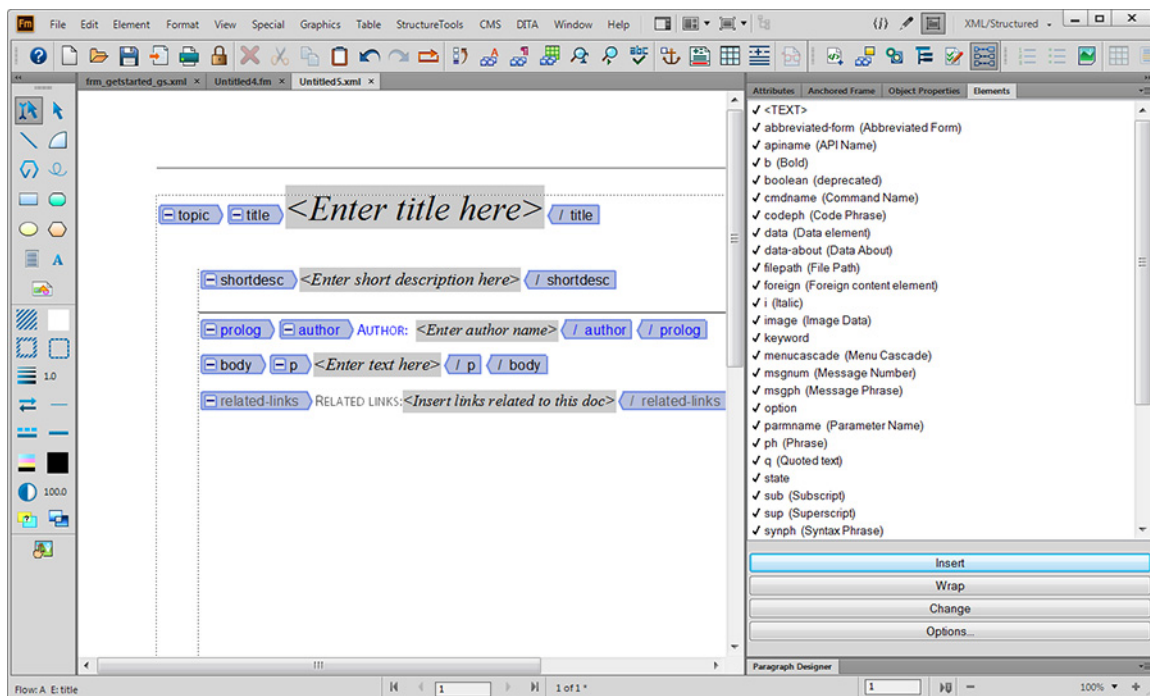 Fm File Edit Element Format View Special Graphics Table StructureTools CMS DITA Window Help XML/Structured
frm_getstarted_gs.xml × Untitled4.fm × Untitled5.xml ×
Attributes Anchored Frame Object Properties Elements
<TEXT>
abbreviated-form (Abbreviated Form)
apiname (API Name)
b (Bold)
boolean (deprecated)
cmdname (Command Name)
codeph (Code Phrase)
data (Data element)
data-about (Data About)
filepath (File Path)
foreign (Foreign content element)
i (Italic)
image (Image Data)
keyword
menucascade (Menu Cascade)
msgnum (Message Number)
msgph (Message Phrase)
option
parmname (Parameter Name)
ph (Phrase)
q (Quoted text)
state
sub (Subscript)
sup (Superscript)
synph (Syntax Phrase)
Insert
Wrap
Change
Options...
Paragraph Designer
topic title <Enter title here> / title
shortdesc <Enter short description here> / shortdesc
prolog author AUTHOR: <Enter author name> / author / prolog
body p <Enter text here> / p / body
related-links RELATED LINKS:<Insert links related to this doc> / related-links
A
1.0
100.0
Flow: A E: title 1 1 of 1 * 1 100%